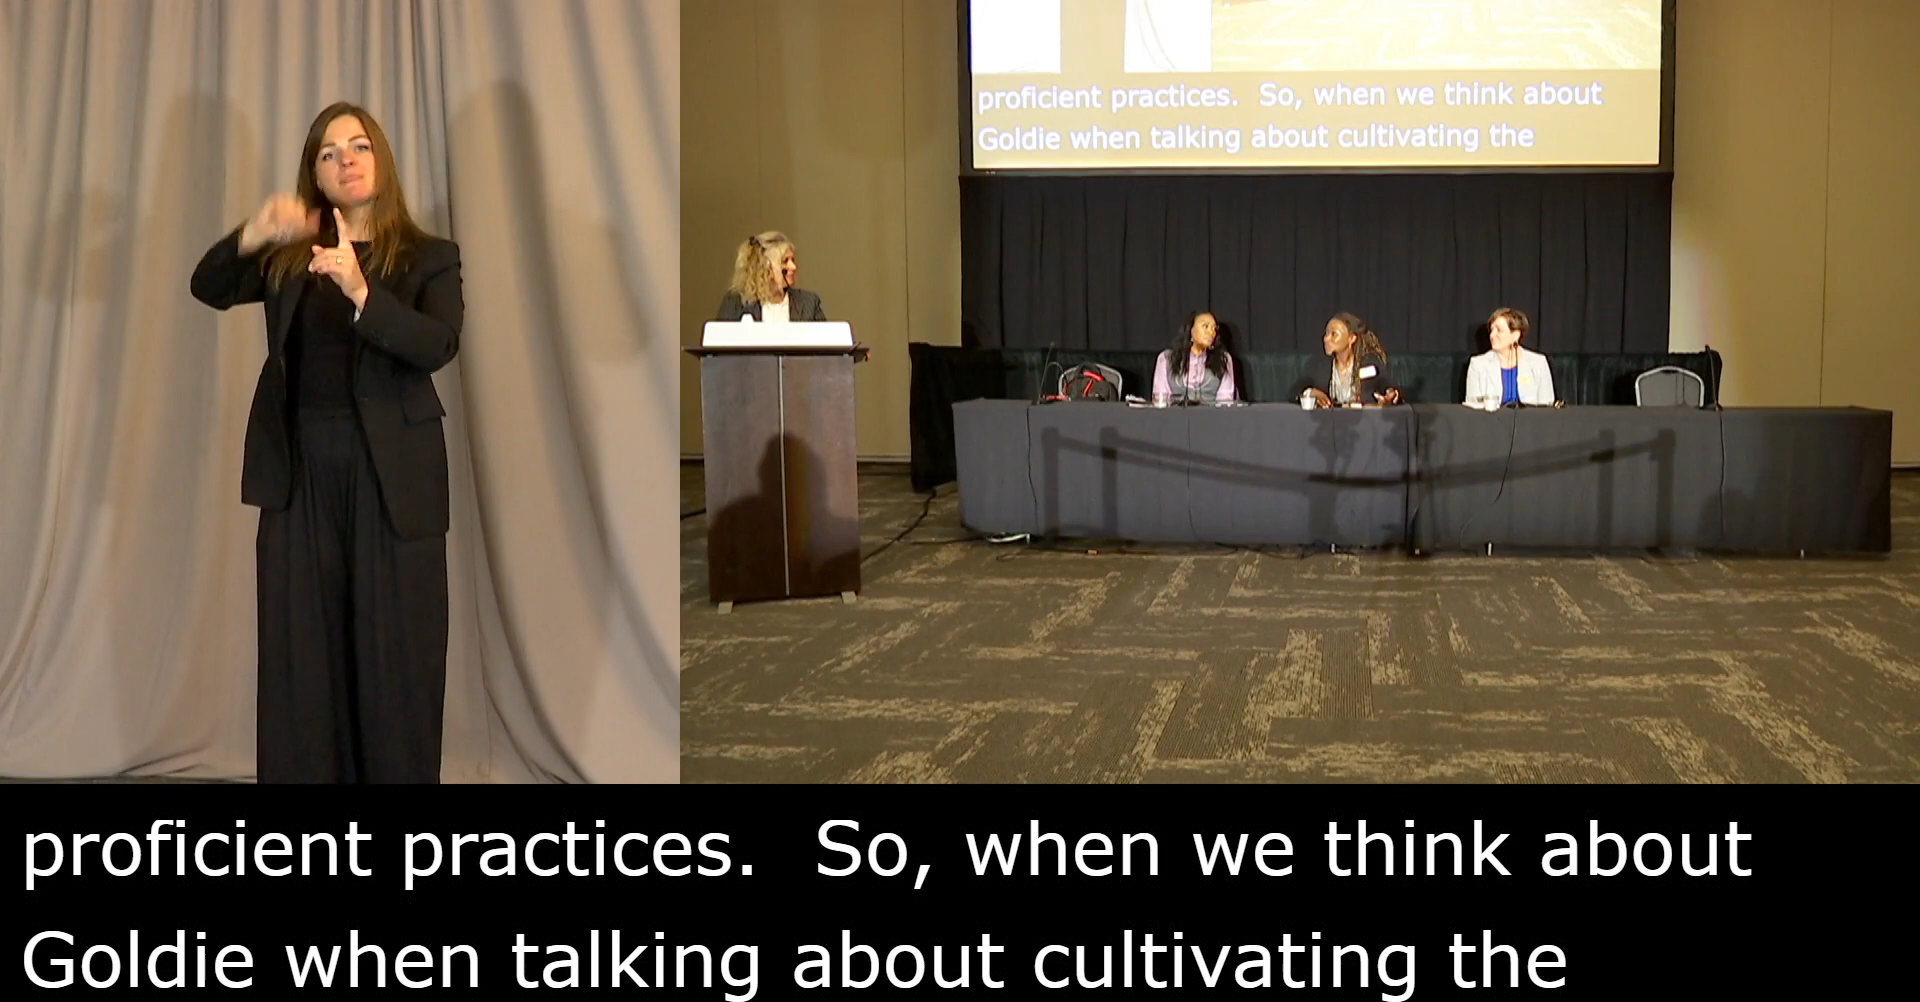 proficient practices.  So, when we think about
Goldie when talking about cultivating the
proficient practices.  So, when we think about
Goldie when talking about cultivating the